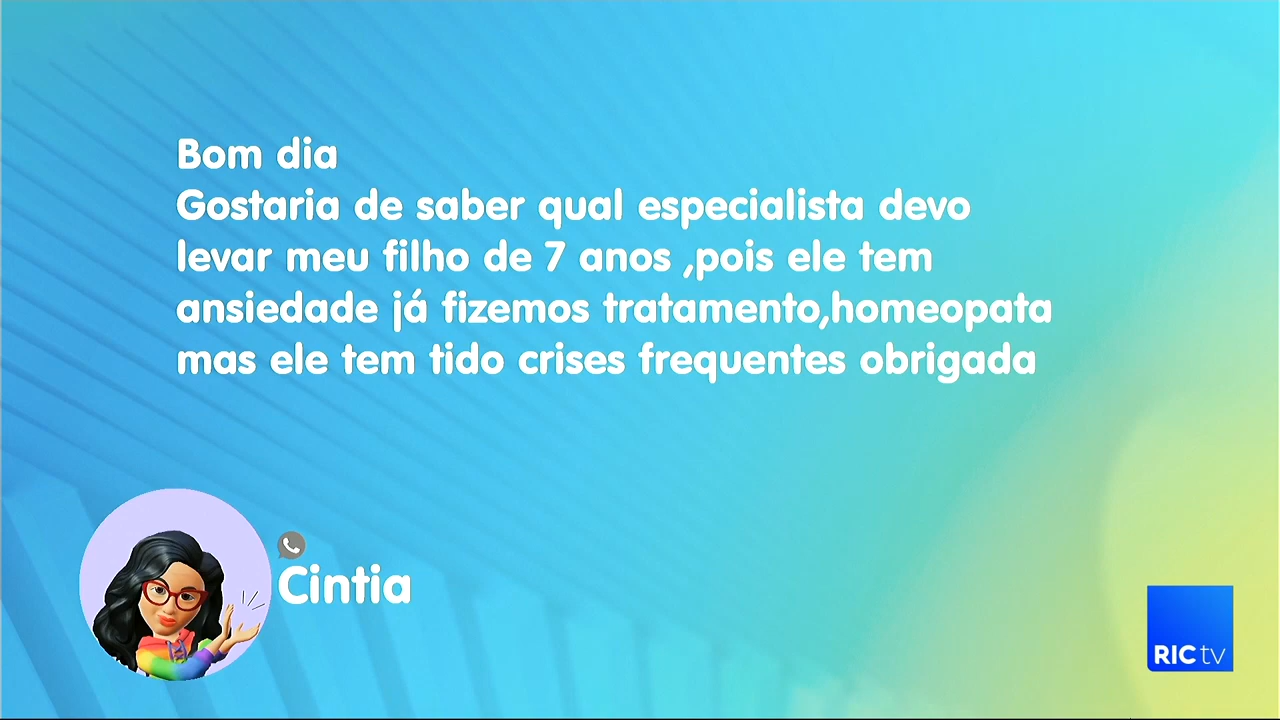 Bom dia
Gostaria de saber qual especialista devo
levar meu filho de 7 anos ,pois ele tem
ansiedade já fizemos tratamento,homeopata
mas ele tem tido crises frequentes obrigada
Cintia
RIC tv